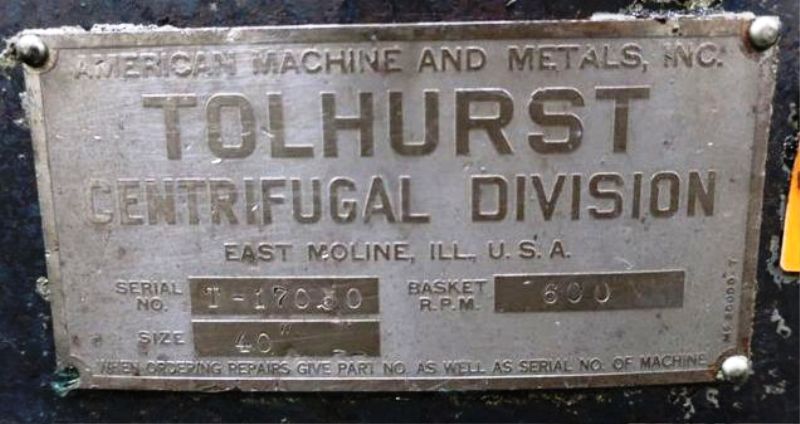 AMERICAN MACHINE AND METALS, INC.
TOLHURST
CENTRIFUGAL DIVISION
EAST MOLINE, ILL., U.S.A.
SERIAL NO.
BASKET R.P.M. 600
SIZE 40"
WHEN ORDERING REPAIRS GIVE PART NO. AS WELL AS SERIAL NO. OF MACHINE